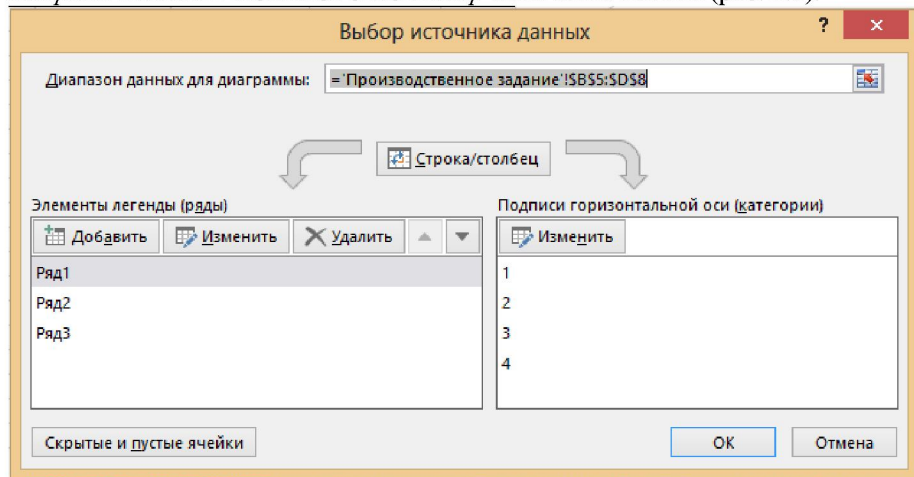 Выбор источника данных
? ×
Диапазон данных для диаграммы: ='Производственное задание'!$B$5:$D$8
Строка/столбец
Элементы легенды (ряды)
Добавить Изменить Удалить
Ряд1
Ряд2
Ряд3
Подписи горизонтальной оси (категории)
Изменить
1
2
3
4
Скрытые и пустые ячейки
ОК Отмена